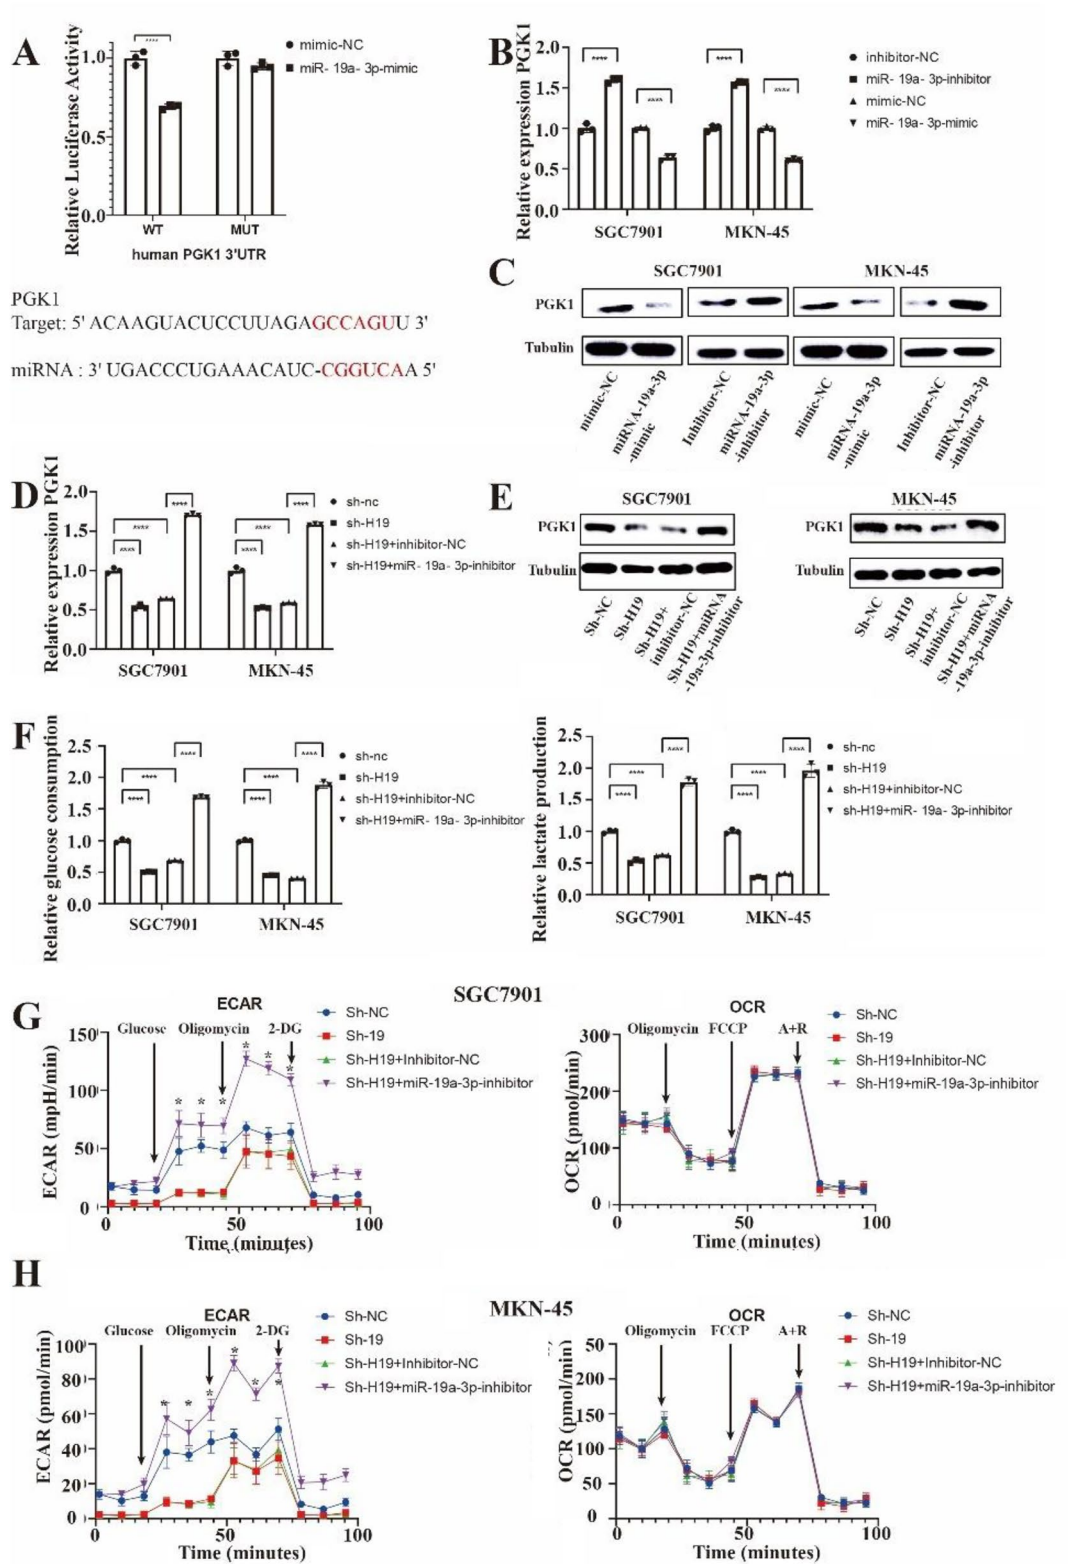 A
Relative Luciferase Activity
1.0
0.5
0.0
****
WT
MUT
human PGK1 3'UTR
mimic-NC
miR- 19a- 3p-mimic
PGK1
Target: 5' ACAAGUACUCCUUAGAGCCAGUU 3'
miRNA : 3' UGACCCUGAAACAUC-CGGUCAA 5'
B
Relative expression PGK1
2.0
1.5
1.0
0.5
0.0
****
****
****
****
SGC7901
MKN-45
inhibitor-NC
miR- 19a- 3p-inhibitor
mimic-NC
miR- 19a- 3p-mimic
C
SGC7901
MKN-45
PGK1
Tubulin
mimic-NC
miRNA-19a-3p
-mimic
Inhibitor-NC
miRNA-19a-3p
-inhibitor
mimic-NC
miRNA-19a-3p
-mimic
Inhibitor-NC
miRNA-19a-3p
-inhibitor
D
Relative expression PGK1
2.0
1.5
1.0
0.5
0.0
****
****
****
****
****
****
SGC7901
MKN-45
sh-nc
sh-H19
sh-H19+inhibitor-NC
sh-H19+miR- 19a- 3p-inhibitor
E
SGC7901
MKN-45
PGK1
Tubulin
Sh-NC
Sh-H19
Sh-H19+
inhibitor-NC
Sh-H19+miRNA
-19a-3p-inhibitor
PGK1
Tubulin
Sh-NC
Sh-H19
Sh-H19+
inhibitor-NC
Sh-H19+miRNA
-19a-3p-inhibitor
F
Relative glucose consumption
2.5
2.0
1.5
1.0
0.5
0.0
****
****
****
****
****
****
SGC7901
MKN-45
sh-nc
sh-H19
sh-H19+inhibitor-NC
sh-H19+miR- 19a- 3p-inhibitor
Relative lactate production
2.5
2.0
1.5
1.0
0.5
0.0
****
****
****
****
****
****
SGC7901
MKN-45
sh-nc
sh-H19
sh-H19+inhibitor-NC
sh-H19+miR- 19a- 3p-inhibitor
G
SGC7901
ECAR
Glucose Oligomycin 2-DG
ECAR (mpH/min)
150
100
50
0
* * * * * *
0 50 100
Time (minutes)
Sh-NC
Sh-19
Sh-H19+Inhibitor-NC
Sh-H19+miR-19a-3p-inhibitor
OCR
Oligomycin FCCP A+R
OCR (pmol/min)
300
200
100
0
0 50 100
Time (minutes)
Sh-NC
Sh-19
Sh-H19+Inhibitor-NC
Sh-H19+miR-19a-3p-inhibitor
H
MKN-45
ECAR
Glucose Oligomycin 2-DG
ECAR (pmol/min)
100
80
60
40
20
0
* * * * * *
0 50 100
Time (minutes)
Sh-NC
Sh-19
Sh-H19+Inhibitor-NC
Sh-H19+miR-19a-3p-inhibitor
OCR
Oligomycin FCCP A+R
OCR (pmol/min)
50
200
150
100
50
0
0 50 100
Time (minutes)
Sh-NC
Sh-19
Sh-H19+Inhibitor-NC
Sh-H19+miR-19a-3p-inhibitor